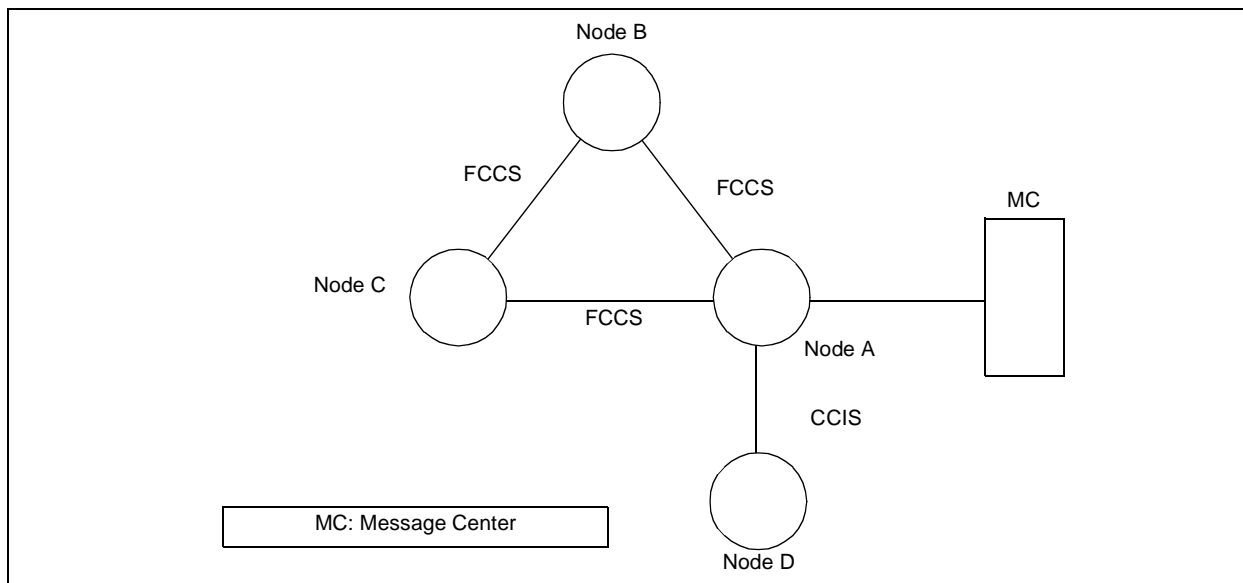 Node B
FCCS
FCCS
MC
Node C
FCCS
Node A
CCIS
MC: Message Center
Node D